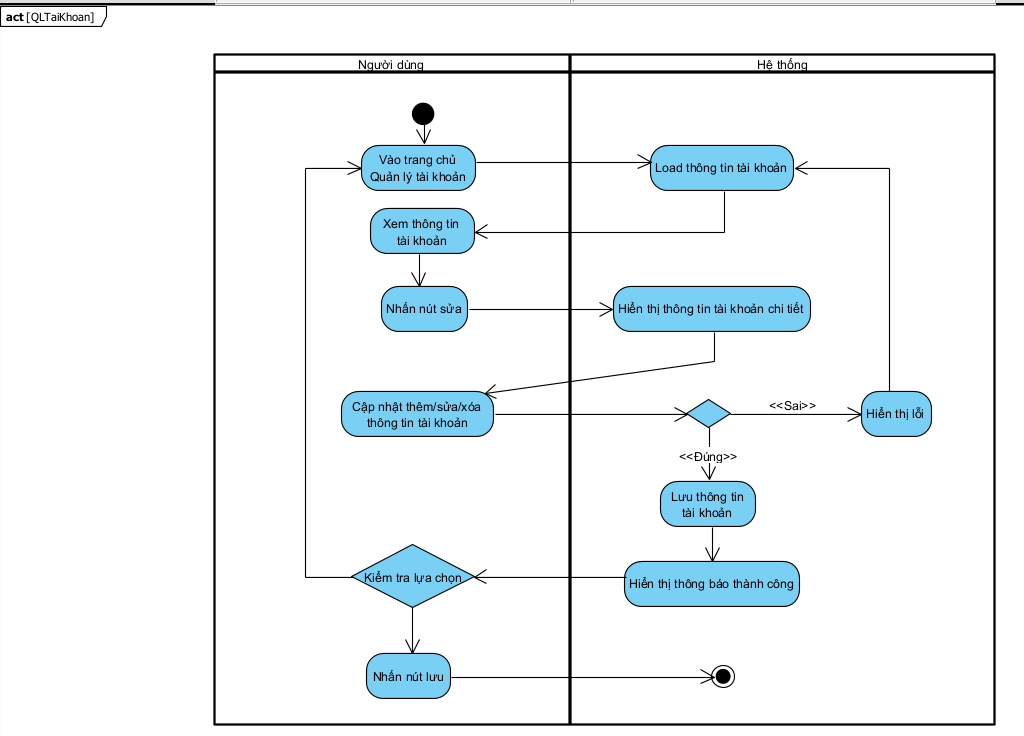 act [QLTaiKhoan]
Người dùng
Hệ thống
Vào trang chủ
Quản lý tài khoản
Load thông tin tài khoản
Xem thông tin
tài khoản
Nhấn nút sửa
Hiển thị thông tin tài khoản chi tiết
Cập nhật thêm/sửa/xóa
thông tin tài khoản
<<Sai>>
Hiển thị lỗi
<<Đúng>>
Lưu thông tin
tài khoản
Kiểm tra lựa chọn
Hiển thị thông báo thành công
Nhấn nút lưu